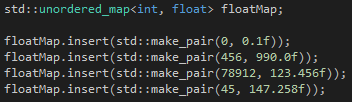 std::unordered_map<int, float> floatMap;
floatMap.insert(std::make_pair(0, 0.1f));
floatMap.insert(std::make_pair(456, 990.0f));
floatMap.insert(std::make_pair(78912, 123.456f));
floatMap.insert(std::make_pair(45, 147.258f));